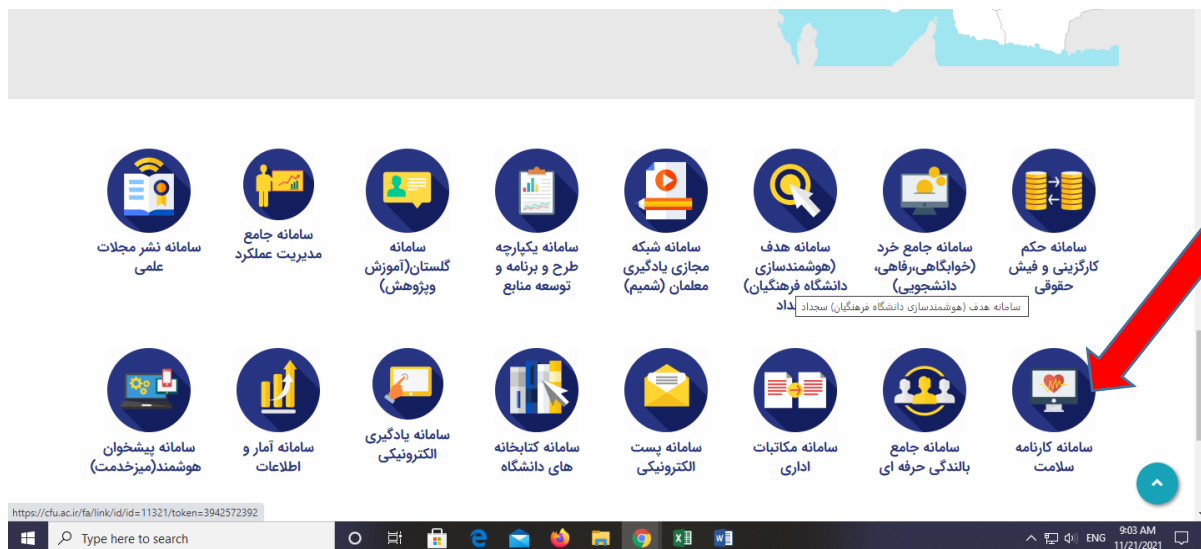 سامانه حکم
کارگزینی و فیش
حقوقی
سامانه جامع خرد
(خوابگاهی،رفاهی،
دانشجویی)
سامانه هدف
(هوشمندسازی
دانشگاه فرهنگیان)
سامانه هدف (هوشمندسازی دانشگاه فرهنگیان) سجداد
سامانه شبکه
مجازی یادگیری
معلمان (شمیم)
سامانه یکپارچه
طرح و برنامه و
توسعه منابع
سامانه
گلستان(آموزش
وپژوهش)
سامانه جامع
مدیریت عملکرد
سامانه نشر مجلات
علمی
سامانه کارنامه
سلامت
سامانه جامع
بالندگی حرفه ای
سامانه مکاتبات
اداری
سامانه پست
الکترونیکی
سامانه کتابخانه
های دانشگاه
سامانه یادگیری
الکترونیکی
سامانه آمار و
اطلاعات
سامانه پیشخوان
هوشمند(میزخدمت)
https://cfu.ac.ir/fa/link/id/id=11321/token=3942572392
Type here to search
ENG
9:03 AM
11/21/2021